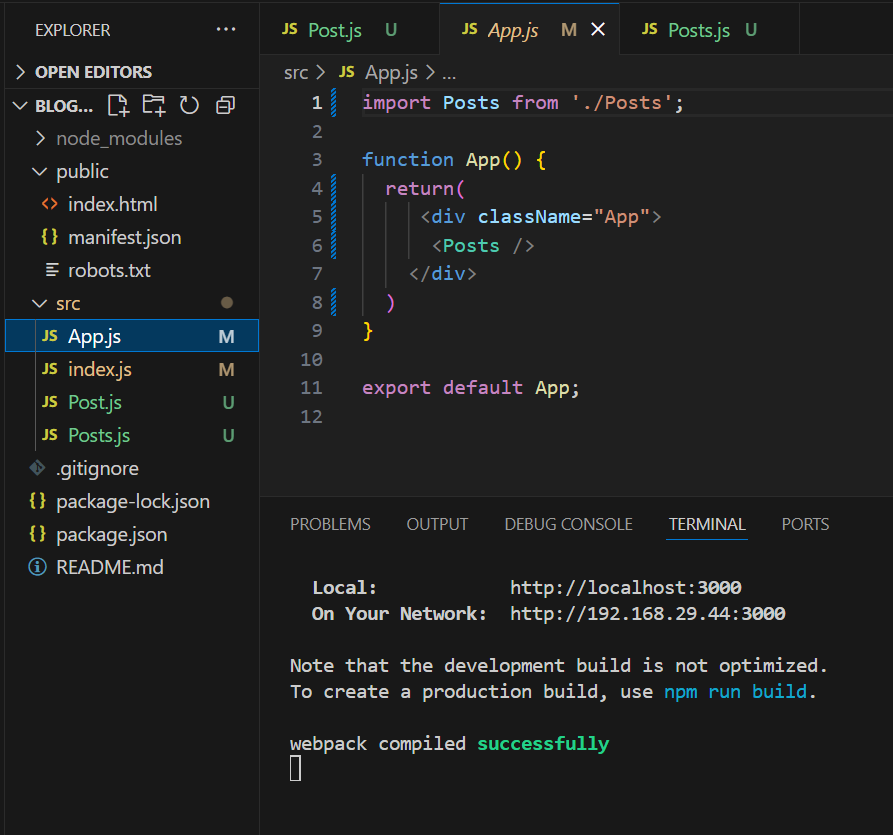 EXPLORER ...
OPEN EDITORS
BLOG...
node_modules
public
<> index.html
{} manifest.json
robots.txt
src
JS App.js M
JS index.js M
JS Post.js U
JS Posts.js U
.gitignore
{} package-lock.json
{} package.json
README.md
JS Post.js U
JS App.js M
JS Posts.js U
src > JS App.js > ...
1 import Posts from './Posts';
2
3 function App() {
4 return(
5 <div className="App">
6 <Posts />
7 </div>
8 )
9 }
10
11 export default App;
12
PROBLEMS OUTPUT DEBUG CONSOLE TERMINAL PORTS
Local: http://localhost:3000
On Your Network: http://192.168.29.44:3000
Note that the development build is not optimized.
To create a production build, use npm run build.
webpack compiled successfully